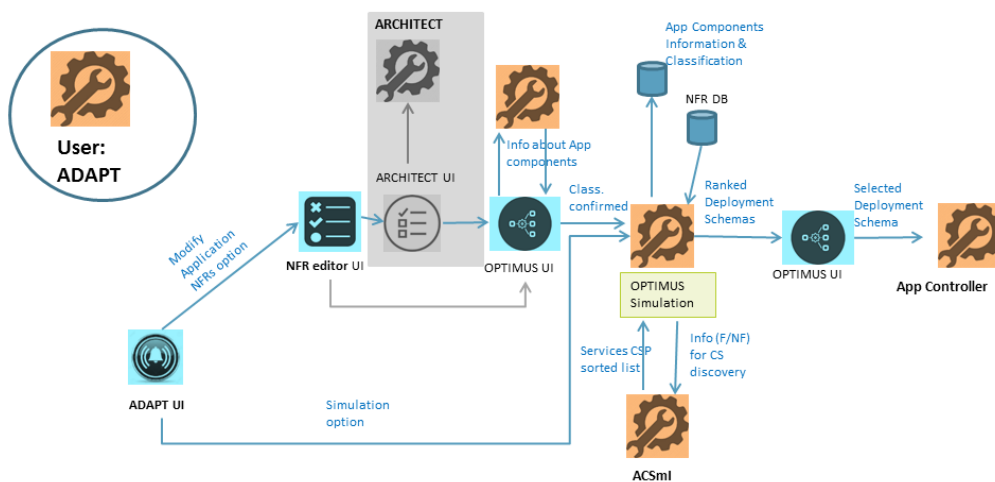 ARCHITECT
App Components
Information &
Classification
NFR DB
User:
ADAPT
Info about App
components
ARCHITECT UI
Class.
confirmed
Ranked
Deployment
Schemas
Selected
Deployment
Schema
Modify
Application
NFRs option
NFR editor UI
OPTIMUS UI
OPTIMUS UI
App Controller
OPTIMUS
Simulation
Services CSP
sorted list
Info (F/NF)
for CS
discovery
ADAPT UI
Simulation
option
ACSmI